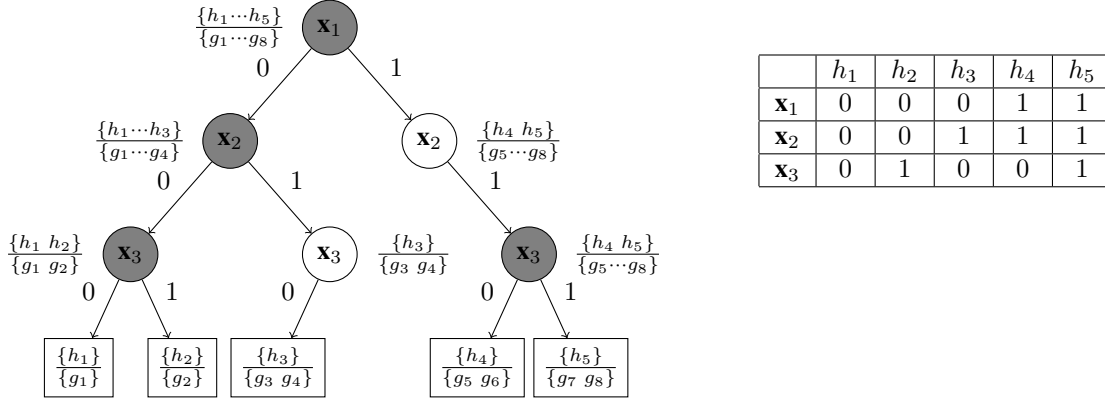 {h1···h5}
{g1···g8}
x1
0 1
{h1···h3}
{g1···g4}
x2
x2
{h4 h5}
{g5···g8}
0 1 1
{h1 h2}
{g1 g2}
x3
x3
{h3}
{g3 g4}
x3
{h4 h5}
{g5···g8}
0 1 0 0 1
{h1}
{g1}
{h2}
{g2}
{h3}
{g3 g4}
{h4}
{g5 g6}
{h5}
{g7 g8}
h1 h2 h3 h4 h5
x1 0 0 0 1 1
x2 0 0 1 1 1
x3 0 1 0 0 1